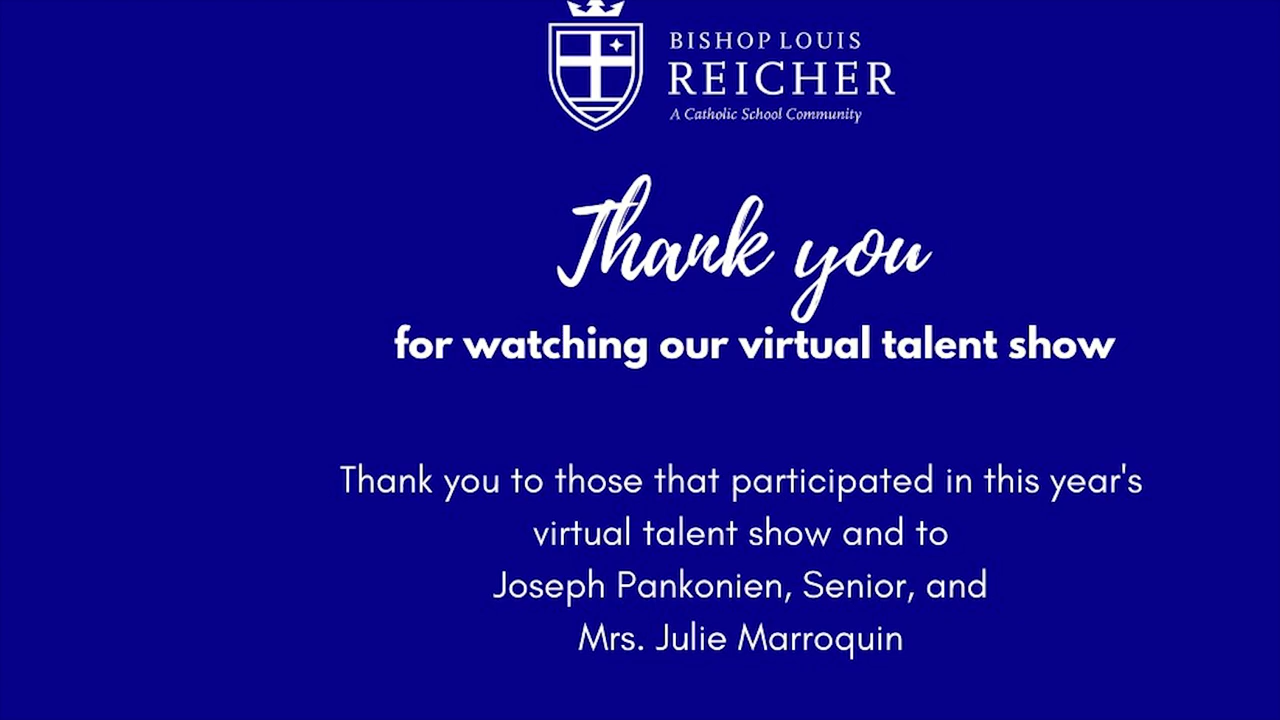 BISHOP LOUIS
REICHER
A Catholic School Community
Thank you
for watching our virtual talent show
Thank you to those that participated in this year's
virtual talent show and to
Joseph Pankonien, Senior, and
Mrs. Julie Marroquin